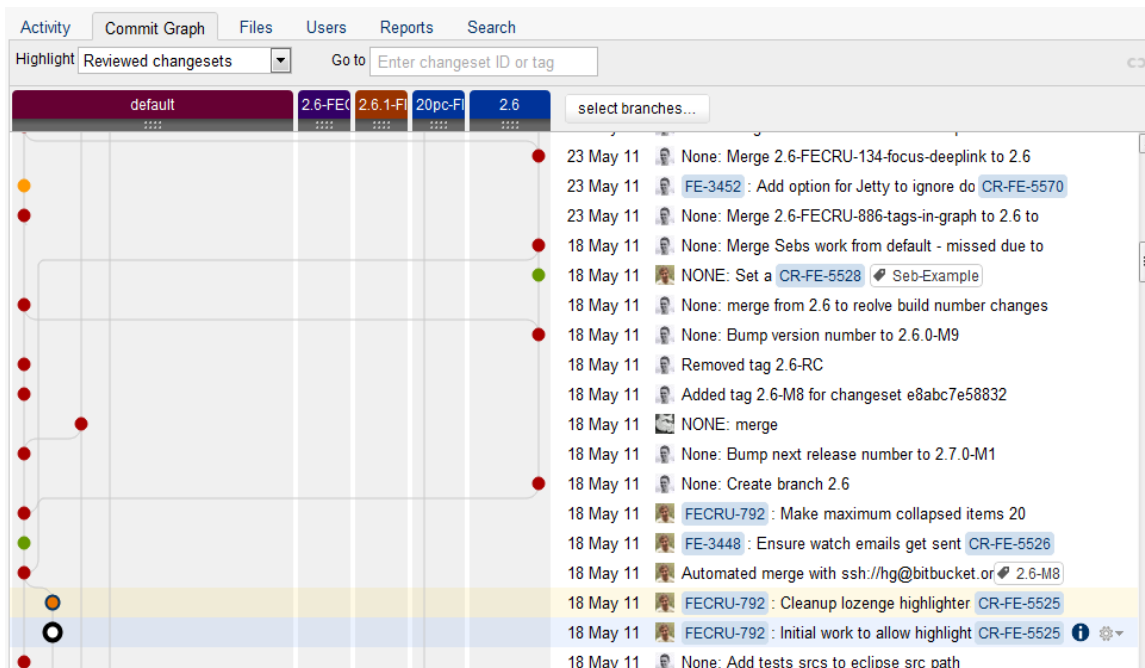 Activity Commit Graph Files Users Reports Search
Highlight Reviewed changesets Go to Enter changeset ID or tag
default 2.6-FEC 2.6.1-FI 20pc-FI 2.6 select branches...
23 May 11 None: Merge 2.6-FECRU-134-focus-deeplink to 2.6
23 May 11 FE-3452 : Add option for Jetty to ignore do CR-FE-5570
23 May 11 None: Merge 2.6-FECRU-886-tags-in-graph to 2.6 to
18 May 11 None: Merge Sebs work from default - missed due to
18 May 11 NONE: Set a CR-FE-5528 Seb-Example
18 May 11 None: merge from 2.6 to reolve build number changes
18 May 11 None: Bump version number to 2.6.0-M9
18 May 11 Removed tag 2.6-RC
18 May 11 Added tag 2.6-M8 for changeset e8abc7e58832
18 May 11 NONE: merge
18 May 11 None: Bump next release number to 2.7.0-M1
18 May 11 None: Create branch 2.6
18 May 11 FECRU-792 : Make maximum collapsed items 20
18 May 11 FE-3448 : Ensure watch emails get sent CR-FE-5526
18 May 11 Automated merge with ssh://hg@bitbucket.or 2.6-M8
18 May 11 FECRU-792 : Cleanup lozenge highlighter CR-FE-5525
18 May 11 FECRU-792 : Initial work to allow highlight CR-FE-5525
18 May 11 None: Add tests srcs to eclipse src path